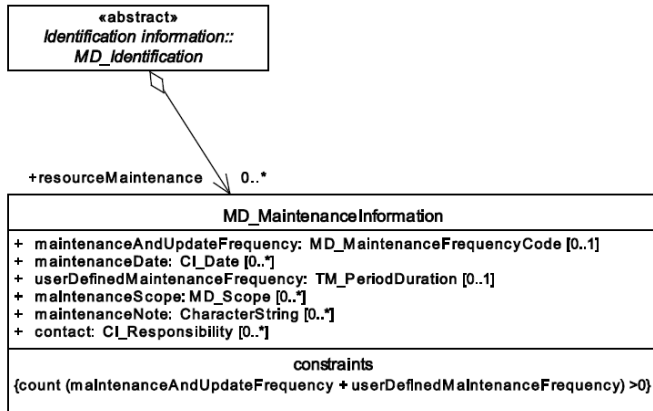 «abstract»
Identification information::
MD_Identification
+resourceMaintenance 0..*
MD_MaintenanceInformation
+ maintenanceAndUpdateFrequency: MD_MaintenanceFrequencyCode [0..1]
+ maintenanceDate: CI_Date [0..*]
+ userDefinedMaintenanceFrequency: TM_PeriodDuration [0..1]
+ maintenanceScope: MD_Scope [0..*]
+ maintenanceNote: CharacterString [0..*]
+ contact: CI_Responsibility [0..*]
constraints
{count (maintenanceAndUpdateFrequency + userDefinedMaintenanceFrequency) >0}